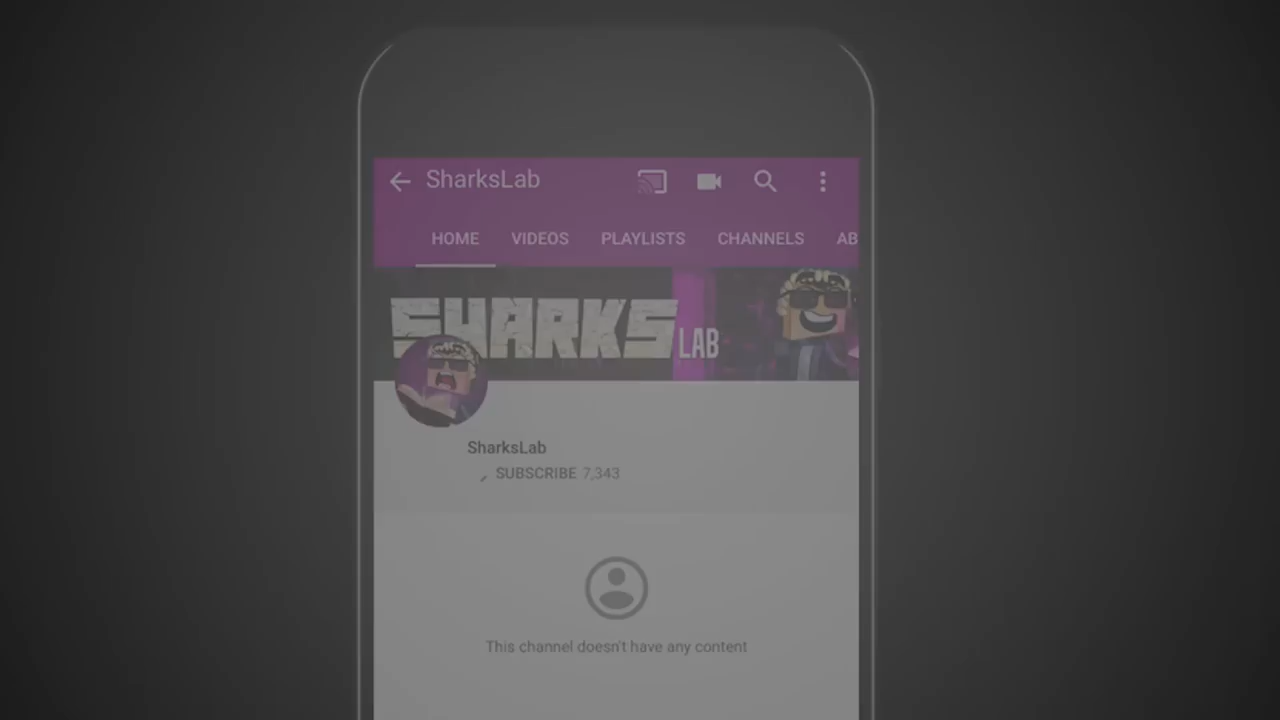 SharksLab
HOME VIDEOS PLAYLISTS CHANNELS AB
SHARKS LAB
SharksLab
SUBSCRIBE 7,343
This channel doesn't have any content